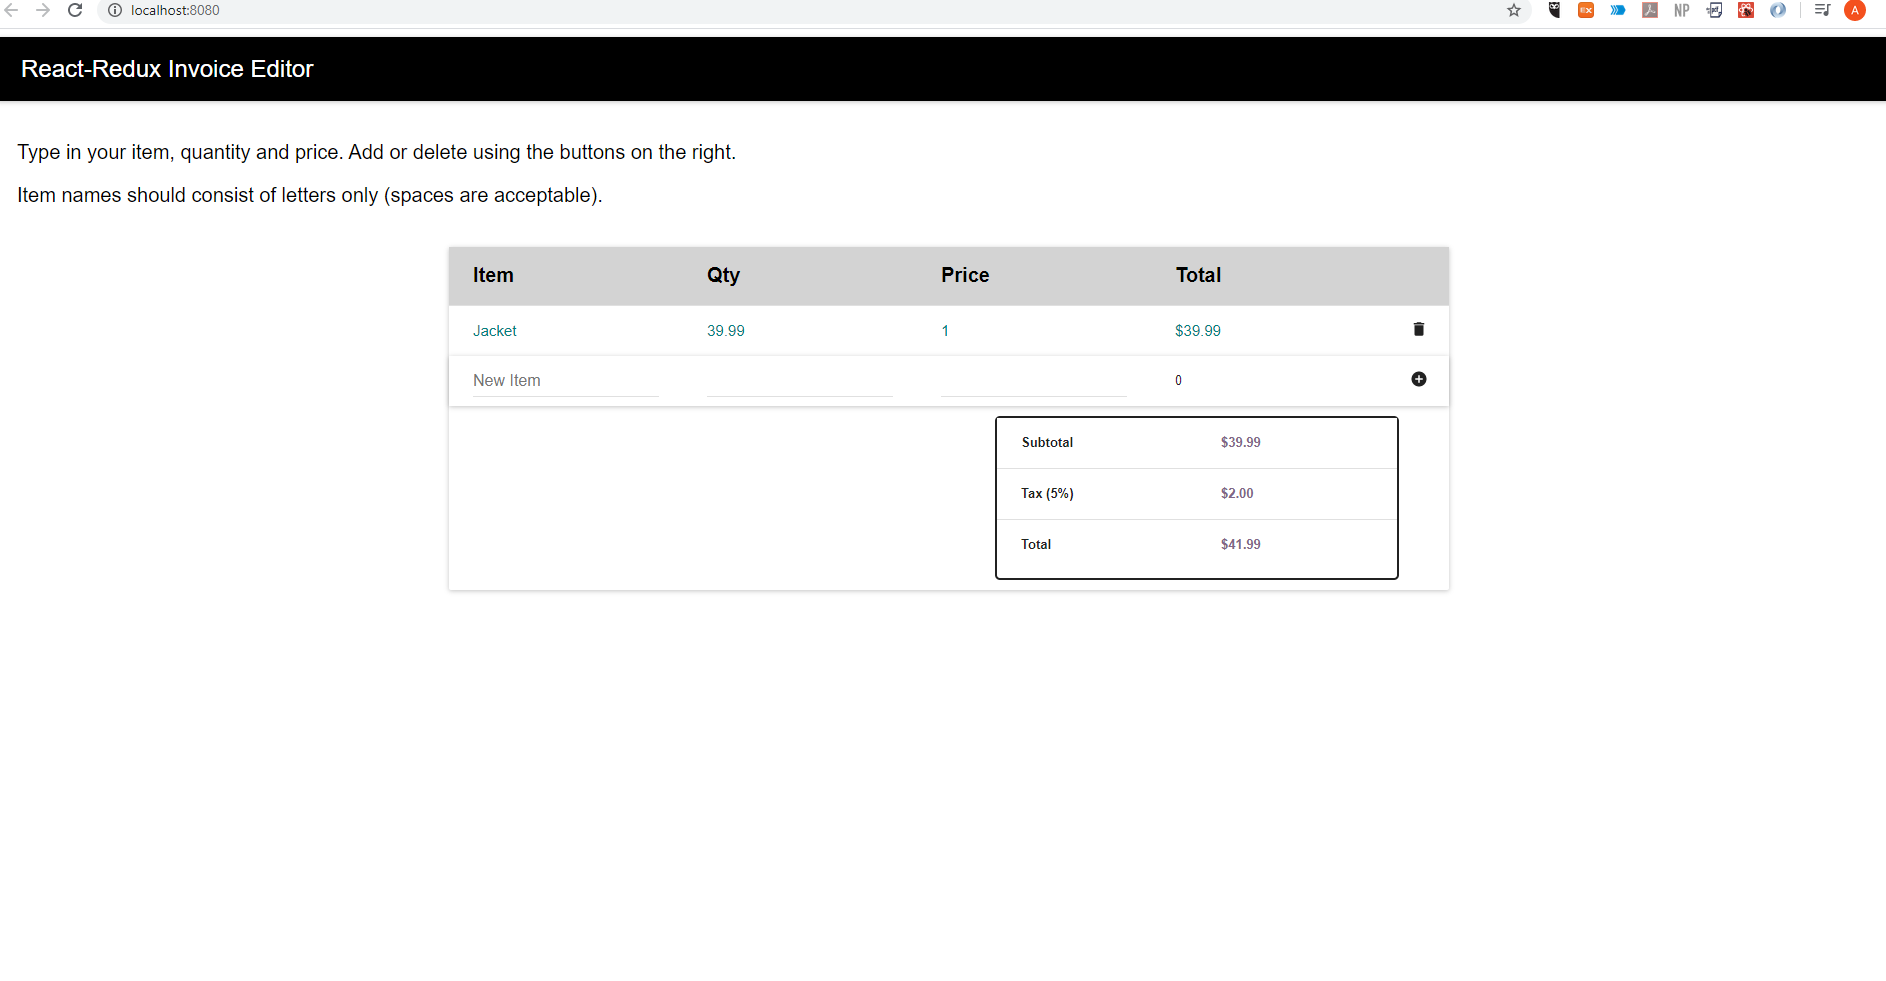 localhost:8080
EX
NP
A
React-Redux Invoice Editor
Type in your item, quantity and price. Add or delete using the buttons on the right.
Item names should consist of letters only (spaces are acceptable).
Item Qty Price Total
Jacket 39.99 1 $39.99
New Item 0
Subtotal $39.99
Tax (5%) $2.00
Total $41.99